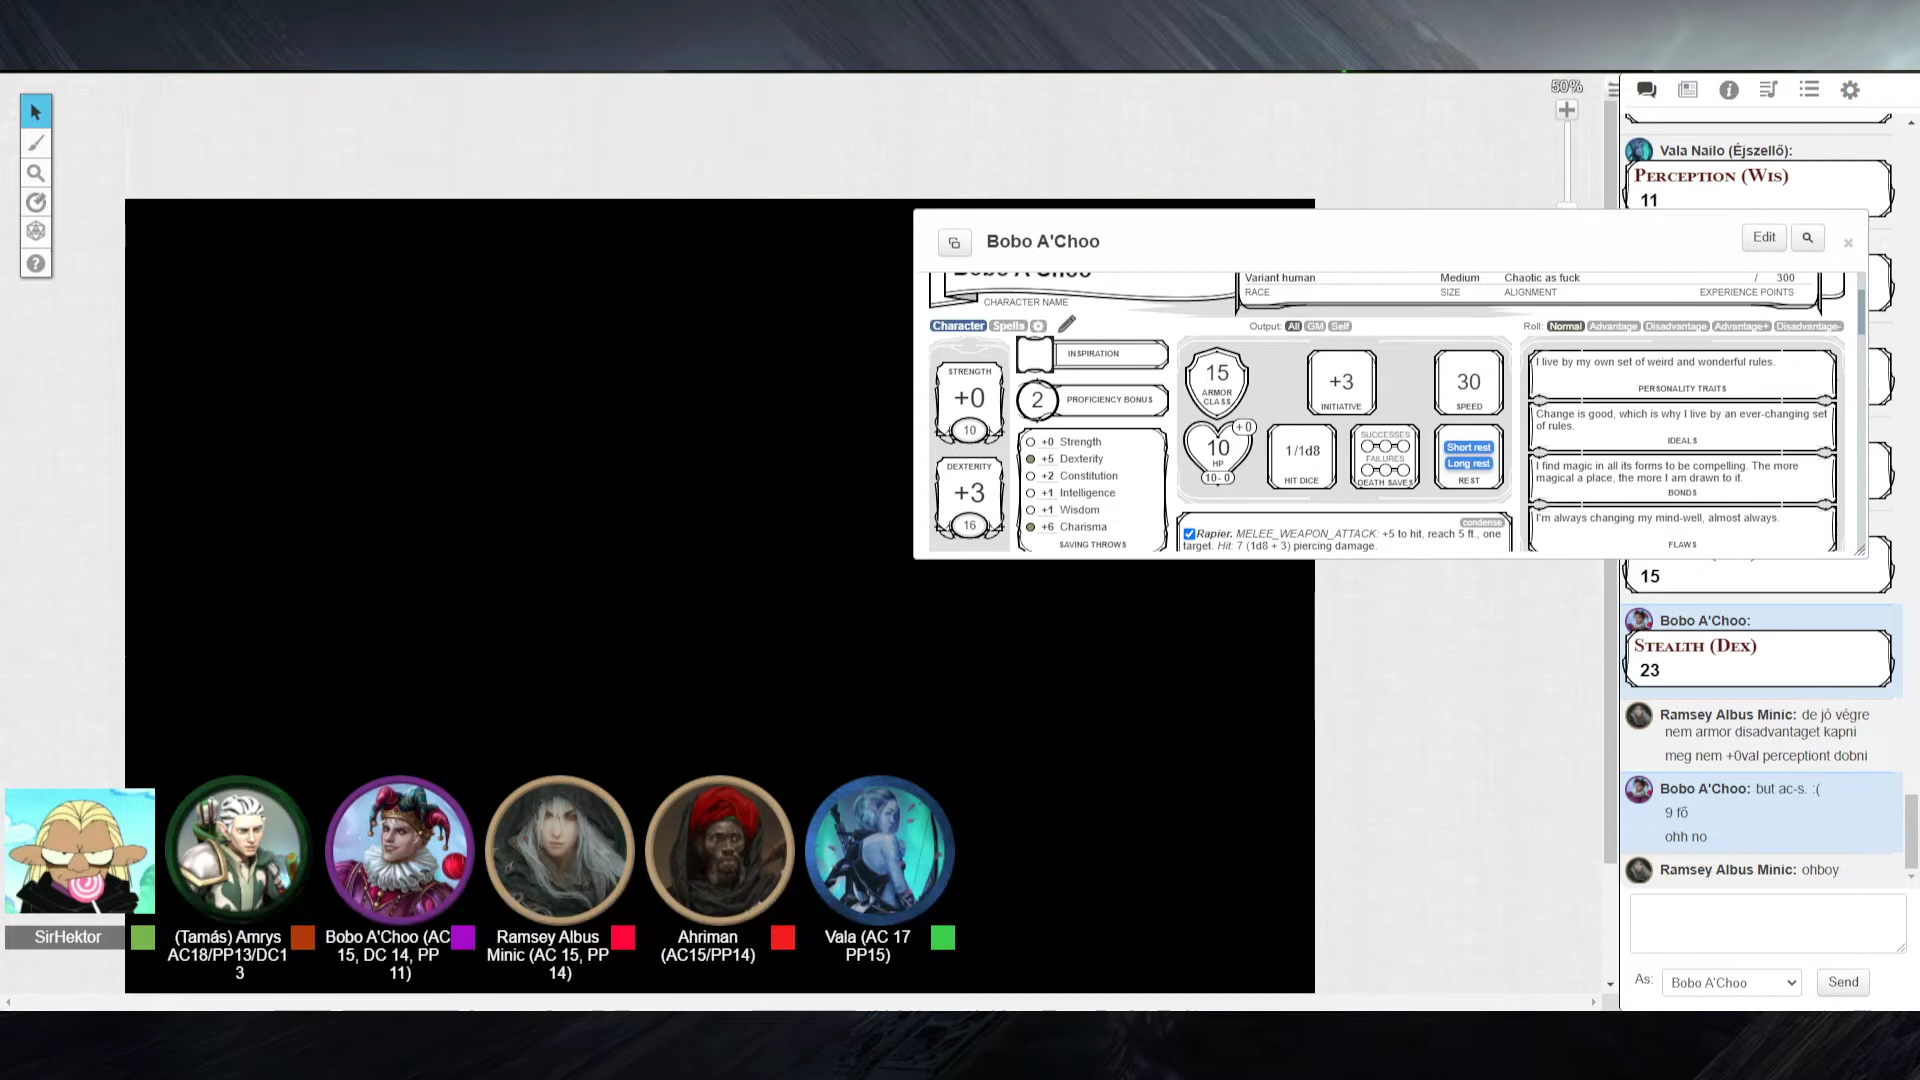 50%
Vala Nailo (Éjszellő):
PERCEPTION (WIS)
11
Bobo A'Choo
Edit
Bobo A'Choo
CHARACTER NAME
Variant human
Medium
Chaotic as fuck
/ 300
RACE
SIZE
ALIGNMENT
EXPERIENCE POINTS
Character Spells
Output: All GM Self
Roll: Normal Advantage Disadvantage Advantage+ Disadvantage-
STRENGTH
+0
10
DEXTERITY
+3
16
INSPIRATION
2 PROFICIENCY BONUS
+0 Strength
+5 Dexterity
+2 Constitution
+1 Intelligence
+1 Wisdom
+6 Charisma
SAVING THROWS
15
ARMOR
CLASS
+3
INITIATIVE
30
SPEED
+0
10
HP
10-0
1/1d8
HIT DICE
SUCCESSES
FAILURES
DEATH SAVES
Short rest
Long rest
REST
condense
Rapier. MELEE_WEAPON_ATTACK: +5 to hit, reach 5 ft., one
target. Hit: 7 (1d8 + 3) piercing damage.
I live by my own set of weird and wonderful rules.
PERSONALITY TRAITS
Change is good, which is why I live by an ever-changing set
of rules.
IDEALS
I find magic in all its forms to be compelling. The more
magical a place, the more I am drawn to it.
BONDS
I'm always changing my mind-well, almost always.
FLAWS
15
Bobo A'Choo:
STEALTH (DEX)
23
Ramsey Albus Minic: de jó végre
nem armor disadvantaget kapni
meg nem +0val perceptiont dobni
Bobo A'Choo: but ac-s. :(
9 fő
ohh no
Ramsey Albus Minic: ohboy
As: Bobo A'Choo
Send
SirHektor
(Tamás) Amrys
AC18/PP13/DC1
3
Bobo A'Choo (AC
15, DC 14, PP
11)
Ramsey Albus
Minic (AC 15, PP
14)
Ahriman
(AC15/PP14)
Vala (AC 17
PP15)